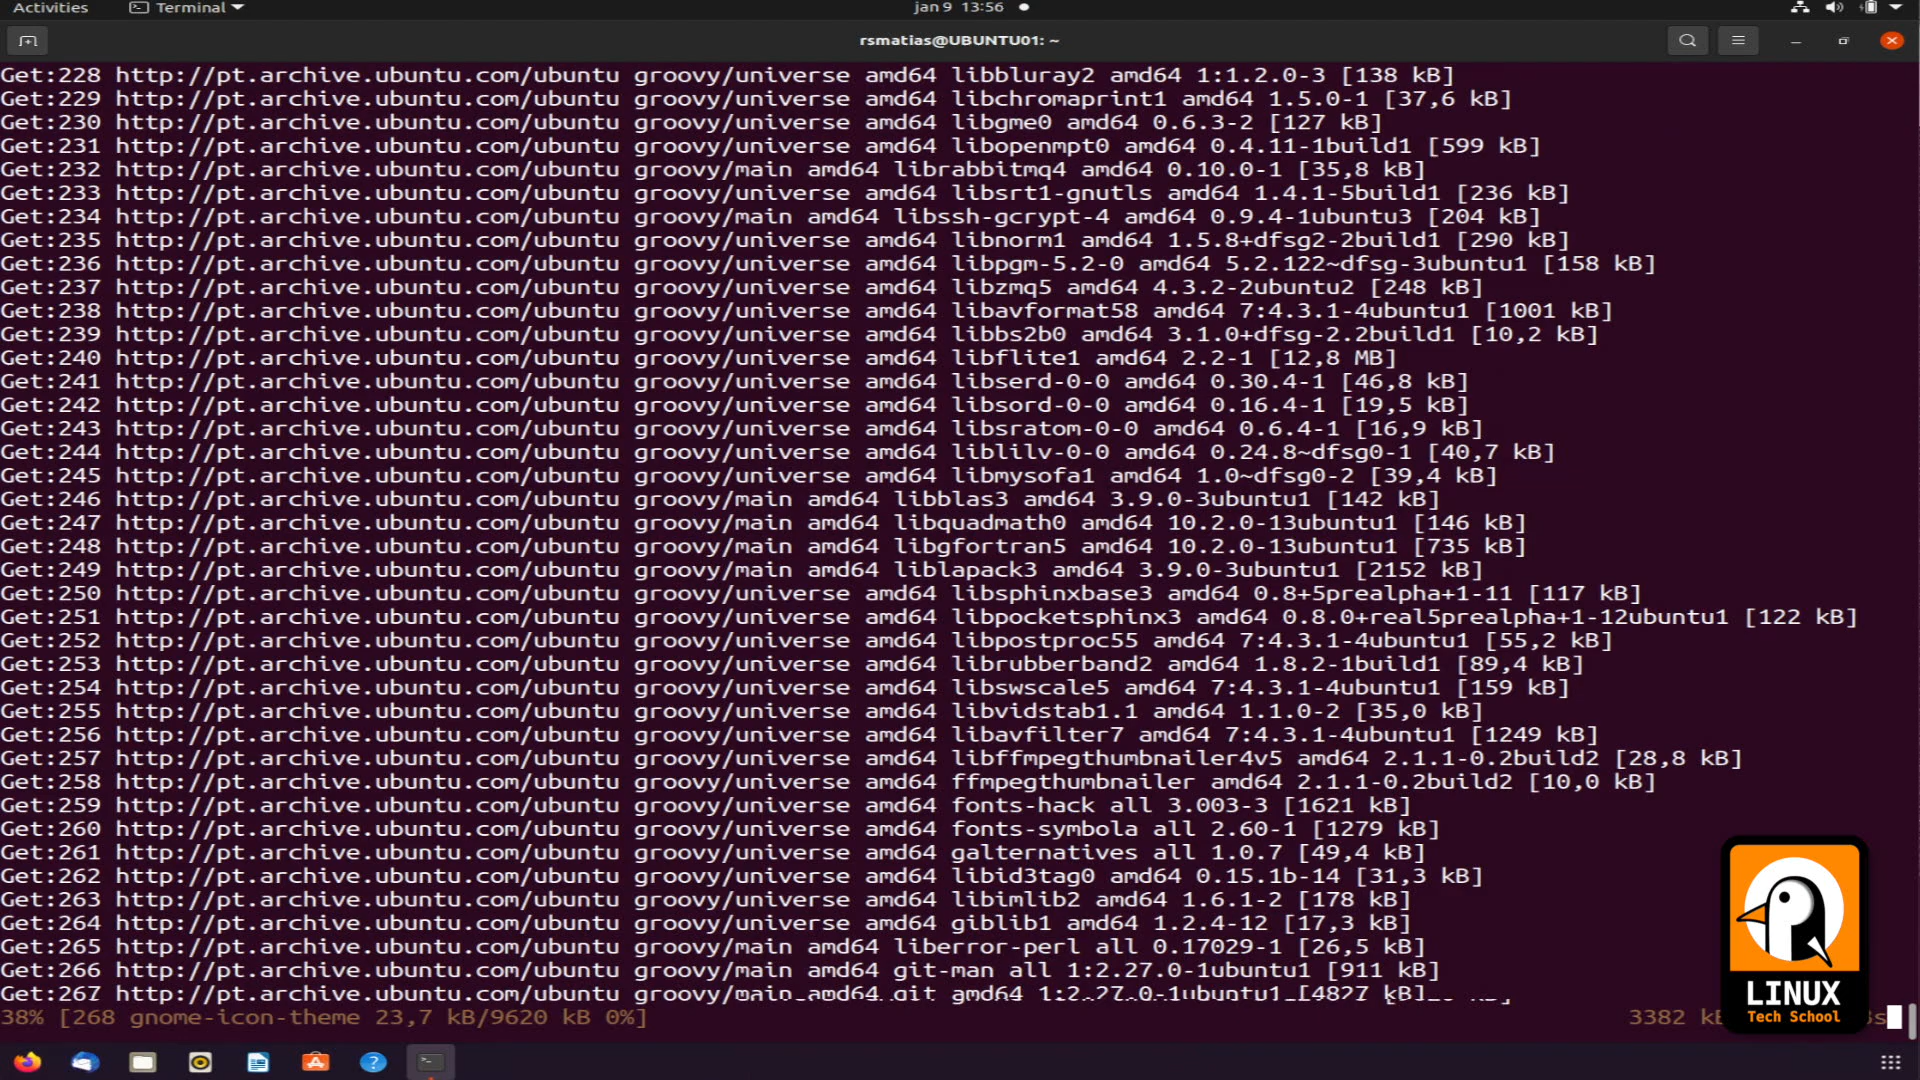 Activities Terminal jan 9 13:56
rsmatias@UBUNTU01: ~
Get:228 http://pt.archive.ubuntu.com/ubuntu groovy/universe amd64 libbluray2 amd64 1:1.2.0-3 [138 kB]
Get:229 http://pt.archive.ubuntu.com/ubuntu groovy/universe amd64 libchromaprint1 amd64 1.5.0-1 [37,6 kB]
Get:230 http://pt.archive.ubuntu.com/ubuntu groovy/universe amd64 libgme0 amd64 0.6.3-2 [127 kB]
Get:231 http://pt.archive.ubuntu.com/ubuntu groovy/universe amd64 libopenmpt0 amd64 0.4.11-1build1 [599 kB]
Get:232 http://pt.archive.ubuntu.com/ubuntu groovy/main amd64 librabbitmq4 amd64 0.10.0-1 [35,8 kB]
Get:233 http://pt.archive.ubuntu.com/ubuntu groovy/universe amd64 libsrt1-gnutls amd64 1.4.1-5build1 [236 kB]
Get:234 http://pt.archive.ubuntu.com/ubuntu groovy/main amd64 libssh-gcrypt-4 amd64 0.9.4-1ubuntu3 [204 kB]
Get:235 http://pt.archive.ubuntu.com/ubuntu groovy/universe amd64 libnorm1 amd64 1.5.8+dfsg2-2build1 [290 kB]
Get:236 http://pt.archive.ubuntu.com/ubuntu groovy/universe amd64 libpgm-5.2-0 amd64 5.2.122~dfsg-3ubuntu1 [158 kB]
Get:237 http://pt.archive.ubuntu.com/ubuntu groovy/universe amd64 libzmq5 amd64 4.3.2-2ubuntu2 [248 kB]
Get:238 http://pt.archive.ubuntu.com/ubuntu groovy/universe amd64 libavformat58 amd64 7:4.3.1-4ubuntu1 [1001 kB]
Get:239 http://pt.archive.ubuntu.com/ubuntu groovy/universe amd64 libbs2b0 amd64 3.1.0+dfsg-2.2build1 [10,2 kB]
Get:240 http://pt.archive.ubuntu.com/ubuntu groovy/universe amd64 libflite1 amd64 2.2-1 [12,8 MB]
Get:241 http://pt.archive.ubuntu.com/ubuntu groovy/universe amd64 libserd-0-0 amd64 0.30.4-1 [46,8 kB]
Get:242 http://pt.archive.ubuntu.com/ubuntu groovy/universe amd64 libsord-0-0 amd64 0.16.4-1 [19,5 kB]
Get:243 http://pt.archive.ubuntu.com/ubuntu groovy/universe amd64 libsratom-0-0 amd64 0.6.4-1 [16,9 kB]
Get:244 http://pt.archive.ubuntu.com/ubuntu groovy/universe amd64 liblilv-0-0 amd64 0.24.8~dfsg0-1 [40,7 kB]
Get:245 http://pt.archive.ubuntu.com/ubuntu groovy/universe amd64 libmysofa1 amd64 1.0~dfsg0-2 [39,4 kB]
Get:246 http://pt.archive.ubuntu.com/ubuntu groovy/main amd64 libblas3 amd64 3.9.0-3ubuntu1 [142 kB]
Get:247 http://pt.archive.ubuntu.com/ubuntu groovy/main amd64 libquadmath0 amd64 10.2.0-13ubuntu1 [146 kB]
Get:248 http://pt.archive.ubuntu.com/ubuntu groovy/main amd64 libgfortran5 amd64 10.2.0-13ubuntu1 [735 kB]
Get:249 http://pt.archive.ubuntu.com/ubuntu groovy/main amd64 liblapack3 amd64 3.9.0-3ubuntu1 [2152 kB]
Get:250 http://pt.archive.ubuntu.com/ubuntu groovy/universe amd64 libsphinxbase3 amd64 0.8+5prealpha+1-11 [117 kB]
Get:251 http://pt.archive.ubuntu.com/ubuntu groovy/universe amd64 libpocketsphinx3 amd64 0.8.0+real5prealpha+1-12ubuntu1 [122 kB]
Get:252 http://pt.archive.ubuntu.com/ubuntu groovy/universe amd64 libpostproc55 amd64 7:4.3.1-4ubuntu1 [55,2 kB]
Get:253 http://pt.archive.ubuntu.com/ubuntu groovy/universe amd64 librubberband2 amd64 1.8.2-1build1 [89,4 kB]
Get:254 http://pt.archive.ubuntu.com/ubuntu groovy/universe amd64 libswscale5 amd64 7:4.3.1-4ubuntu1 [159 kB]
Get:255 http://pt.archive.ubuntu.com/ubuntu groovy/universe amd64 libvidstab1.1 amd64 1.1.0-2 [35,0 kB]
Get:256 http://pt.archive.ubuntu.com/ubuntu groovy/universe amd64 libavfilter7 amd64 7:4.3.1-4ubuntu1 [1249 kB]
Get:257 http://pt.archive.ubuntu.com/ubuntu groovy/universe amd64 libffmpegthumbnailer4v5 amd64 2.1.1-0.2build2 [28,8 kB]
Get:258 http://pt.archive.ubuntu.com/ubuntu groovy/universe amd64 ffmpegthumbnailer amd64 2.1.1-0.2build2 [10,0 kB]
Get:259 http://pt.archive.ubuntu.com/ubuntu groovy/universe amd64 fonts-hack all 3.003-3 [1621 kB]
Get:260 http://pt.archive.ubuntu.com/ubuntu groovy/universe amd64 fonts-symbola all 2.60-1 [1279 kB]
Get:261 http://pt.archive.ubuntu.com/ubuntu groovy/universe amd64 galternatives all 1.0.7 [49,4 kB]
Get:262 http://pt.archive.ubuntu.com/ubuntu groovy/universe amd64 libid3tag0 amd64 0.15.1b-14 [31,3 kB]
Get:263 http://pt.archive.ubuntu.com/ubuntu groovy/universe amd64 libimlib2 amd64 1.6.1-2 [178 kB]
Get:264 http://pt.archive.ubuntu.com/ubuntu groovy/universe amd64 giblib1 amd64 1.2.4-12 [17,3 kB]
Get:265 http://pt.archive.ubuntu.com/ubuntu groovy/main amd64 liberror-perl all 0.17029-1 [26,5 kB]
Get:266 http://pt.archive.ubuntu.com/ubuntu groovy/main amd64 git-man all 1:2.27.0-1ubuntu1 [911 kB]
Get:267 http://pt.archive.ubuntu.com/ubuntu groovy/main amd64 git amd64 1:2.27.0-1ubuntu1 [4827 kB]
38% [268 gnome-icon-theme 23,7 kB/9620 kB 0%] 3382
LINUX
Tech School